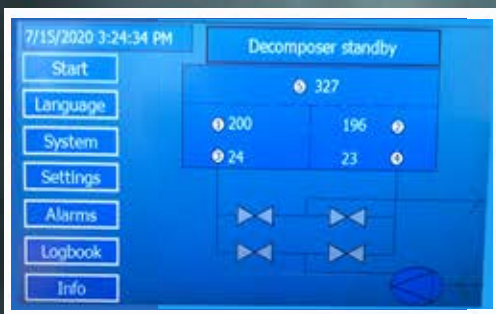 7/15/2020 3:24:34 PM
Decomposer standby
Start
Language
System
Settings
Alarms
Logbook
Info
5 327
1 200 196 2
3 24 23 4